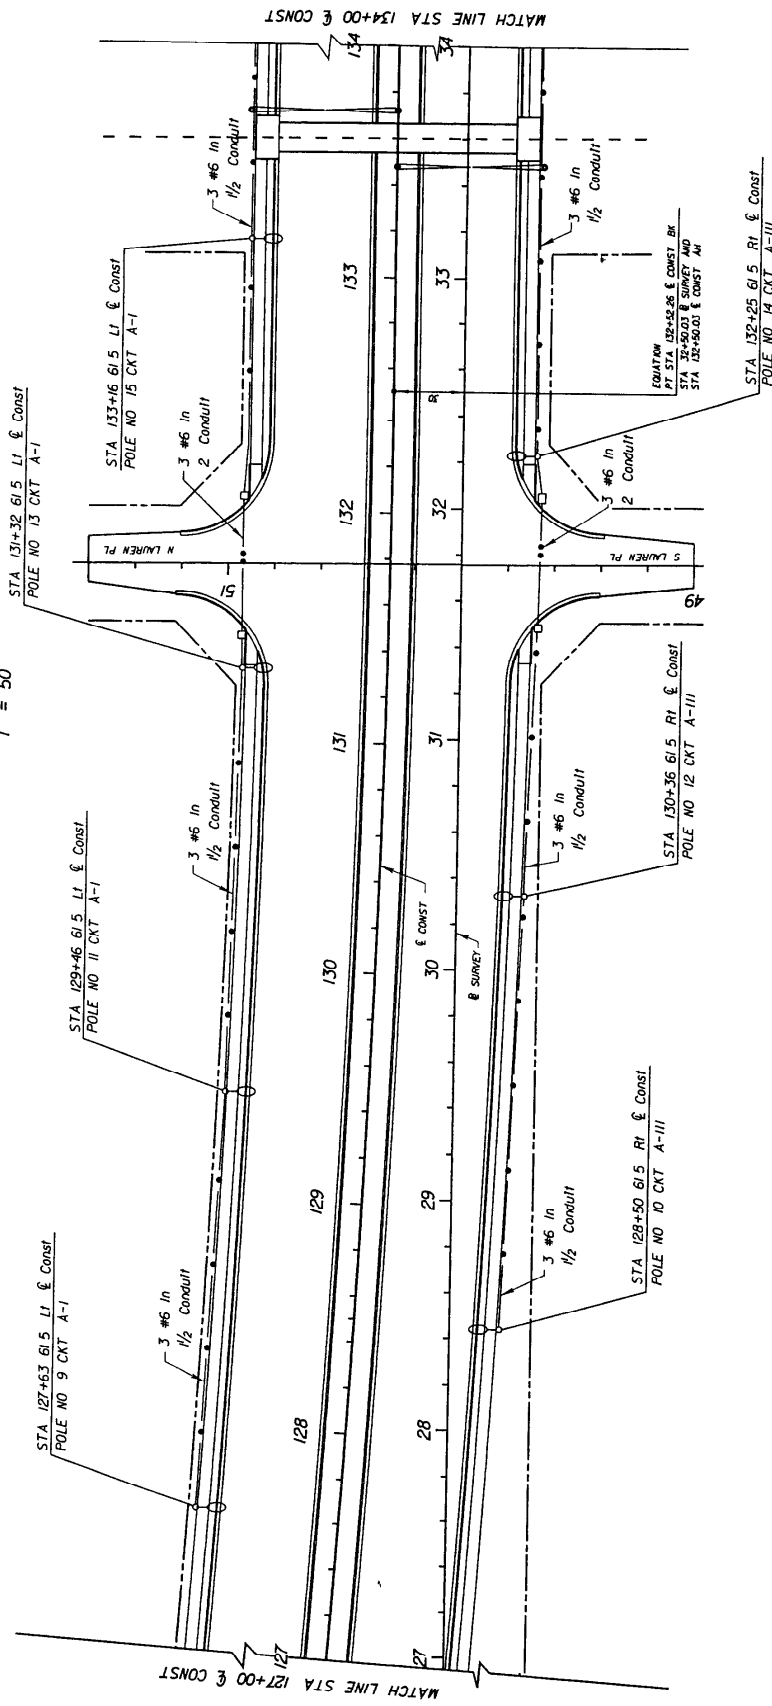 1" = 50'
STA 127+63 61.5 Lt ℄ Const
POLE NO 9 CKT A-I
STA 129+46 61.5 Lt ℄ Const
POLE NO 11 CKT A-I
STA 131+32 61.5 Lt ℄ Const
POLE NO 13 CKT A-I
STA 133+16 61.5 Lt ℄ Const
POLE NO 15 CKT A-I
3 #6 In
1½ Conduit
3 #6 In
1½ Conduit
3 #6 In
2 Conduit
3 #6 In
1½ Conduit
N LAUREN PL
51
MATCH LINE STA 127+00 ℄ CONST
127
128
129
130
131
132
133
134
MATCH LINE STA 134+00 ℄ CONST
℄ CONST
PT
27
28
29
30
31
32
33
34
B SURVEY
S LAUREN PL
49
3 #6 In
1½ Conduit
3 #6 In
1½ Conduit
3 #6 In
2 Conduit
3 #6 In
1½ Conduit
EQUATION
PT STA 132+52.26 ℄ CONST BK
STA 32+50.03 B SURVEY AND
STA 132+50.03 ℄ CONST AH
STA 128+50 61.5 Rt ℄ Const
POLE NO 10 CKT A-III
STA 130+36 61.5 Rt ℄ Const
POLE NO 12 CKT A-III
STA 132+25 61.5 Rt ℄ Const
POLE NO 14 CKT A-III